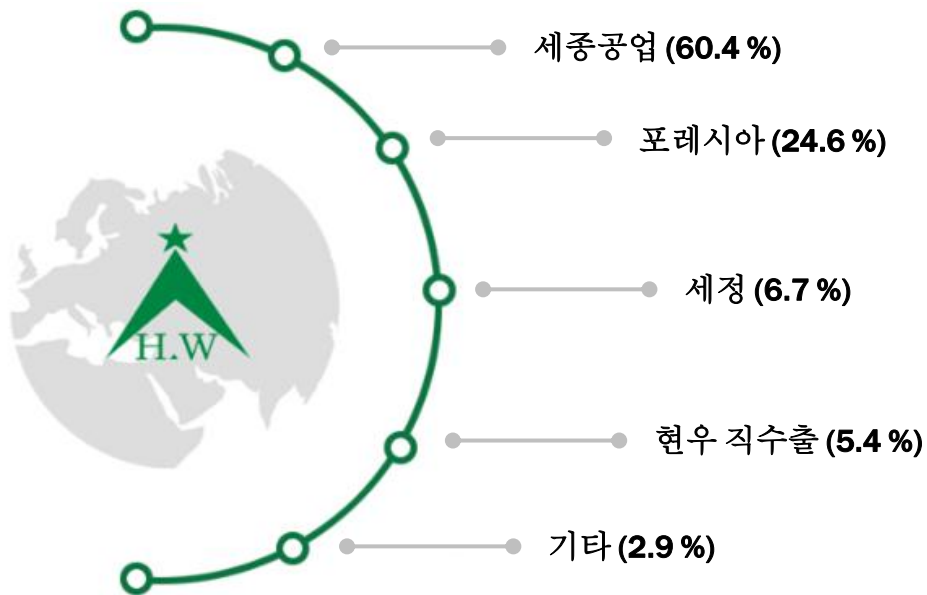 세종공업 (60.4 %)
포레시아 (24.6 %)
H.W
세정 (6.7 %)
현우 직수출 (5.4 %)
기타 (2.9 %)